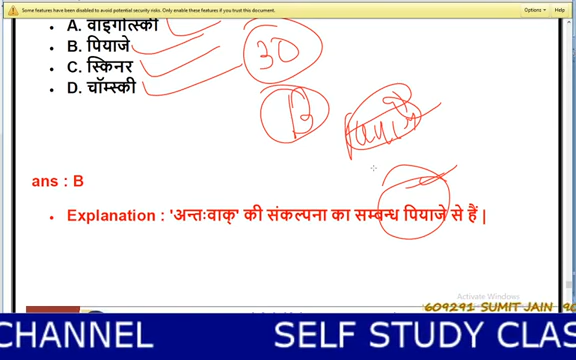 Some features have been disabled to avoid potential security risks. Only enable these features if you trust this document.
Options
A. वाइगोत्स्की
B. पियाजे
C. स्किनर
D. चॉम्स्की
30
B
ans : B
Explanation : 'अन्तःवाक्' की संकल्पना का सम्बन्ध पियाजे से हैं |
Activate Windows
609291 SUMIT JAIN 90
CHANNEL SELF STUDY CLAS